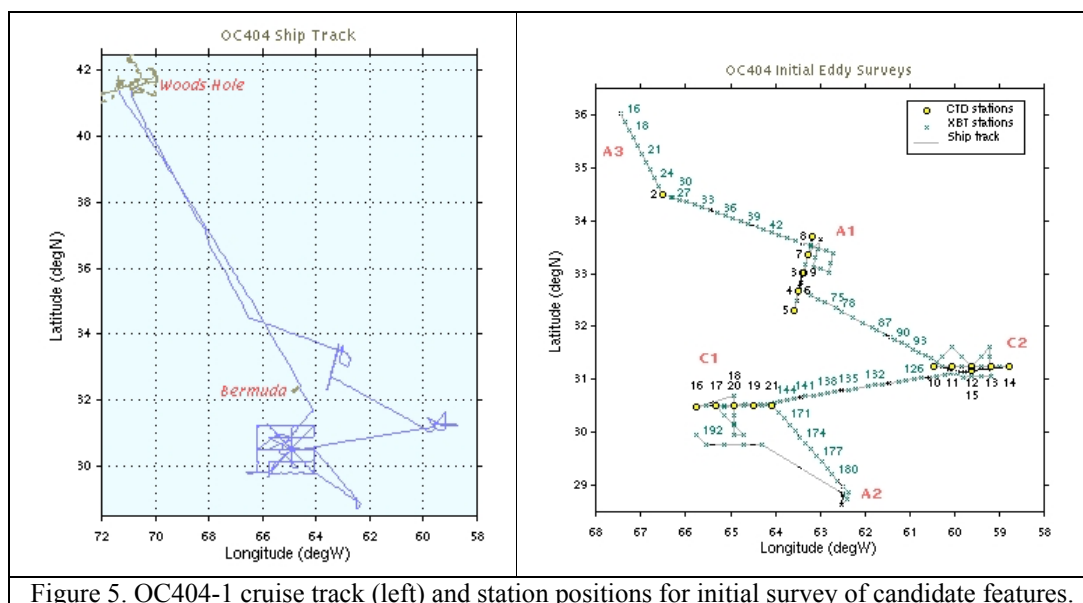 OC404 Ship Track
Woods Hole
Bermuda
42
40
38
36
34
32
30
Latitude (degN)
72 70 68 66 64 62 60 58
Longitude (degW)
OC404 Initial Eddy Surveys
CTD stations
XBT stations
Ship track
36
35
34
33
32
31
30
29
Latitude (degN)
16
18
A3
21
24
30
2 27
33
36
39
42
8 A1
7
3 9
4 6
5
75
78
87
90
93
C2
10 11 12 13 14
15
C1
18
16 17 20 19 21
144 141 138 135 132 126
171
174
177
180
192
A2
68 67 66 65 64 63 62 61 60 59 58
Longitude (degW)
Figure 5. OC404-1 cruise track (left) and station positions for initial survey of candidate features.